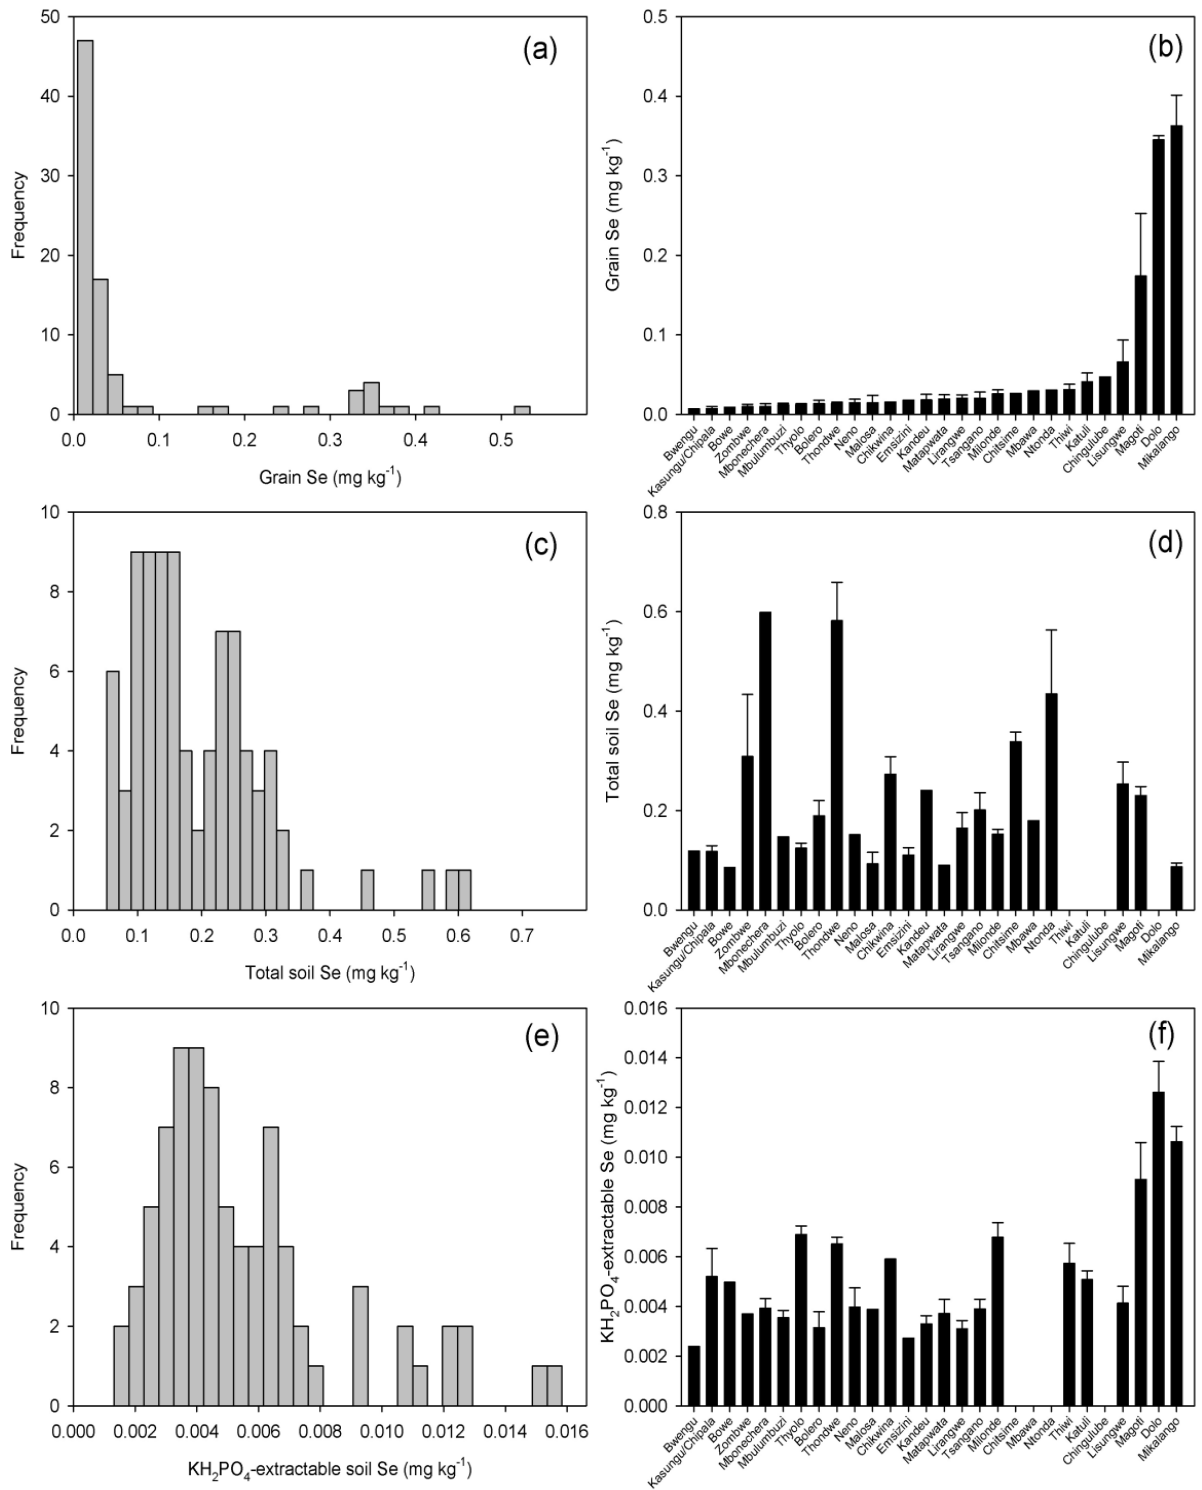 (a)
Frequency
50
40
30
20
10
0
0.0 0.1 0.2 0.3 0.4 0.5
Grain Se (mg kg⁻¹)
(b)
Grain Se (mg kg⁻¹)
0.5
0.4
0.3
0.2
0.1
0.0
Bwengu
Kasungu/Chipala
Bowe
Zombwe
Mbonechera
Mbulumbuzi
Thyolo
Bolero
Thondwe
Neno
Malosa
Chikwina
Emsizini
Kandeu
Matapwata
Lirangwe
Tsangano
Milonde
Chitsime
Mbawa
Ntonda
Thiwi
Katuli
Chingulube
Lisungwe
Magoti
Dolo
Mikalango
(c)
Frequency
10
8
6
4
2
0
0.0 0.1 0.2 0.3 0.4 0.5 0.6 0.7
Total soil Se (mg kg⁻¹)
(d)
Total soil Se (mg kg⁻¹)
0.8
0.6
0.4
0.2
0.0
Bwengu
Kasungu/Chipala
Bowe
Zombwe
Mbonechera
Mbulumbuzi
Thyolo
Bolero
Thondwe
Neno
Malosa
Chikwina
Emsizini
Kandeu
Matapwata
Lirangwe
Tsangano
Milonde
Chitsime
Mbawa
Ntonda
Thiwi
Katuli
Chingulube
Lisungwe
Magoti
Dolo
Mikalango
(e)
Frequency
10
8
6
4
2
0
0.000 0.002 0.004 0.006 0.008 0.010 0.012 0.014 0.016
KH₂PO₄-extractable soil Se (mg kg⁻¹)
(f)
KH₂PO₄-extractable Se (mg kg⁻¹)
0.016
0.014
0.012
0.010
0.008
0.006
0.004
0.002
0.000
Bwengu
Kasungu/Chipala
Bowe
Zombwe
Mbonechera
Mbulumbuzi
Thyolo
Bolero
Thondwe
Neno
Malosa
Chikwina
Emsizini
Kandeu
Matapwata
Lirangwe
Tsangano
Milonde
Chitsime
Mbawa
Ntonda
Thiwi
Katuli
Chingulube
Lisungwe
Magoti
Dolo
Mikalango